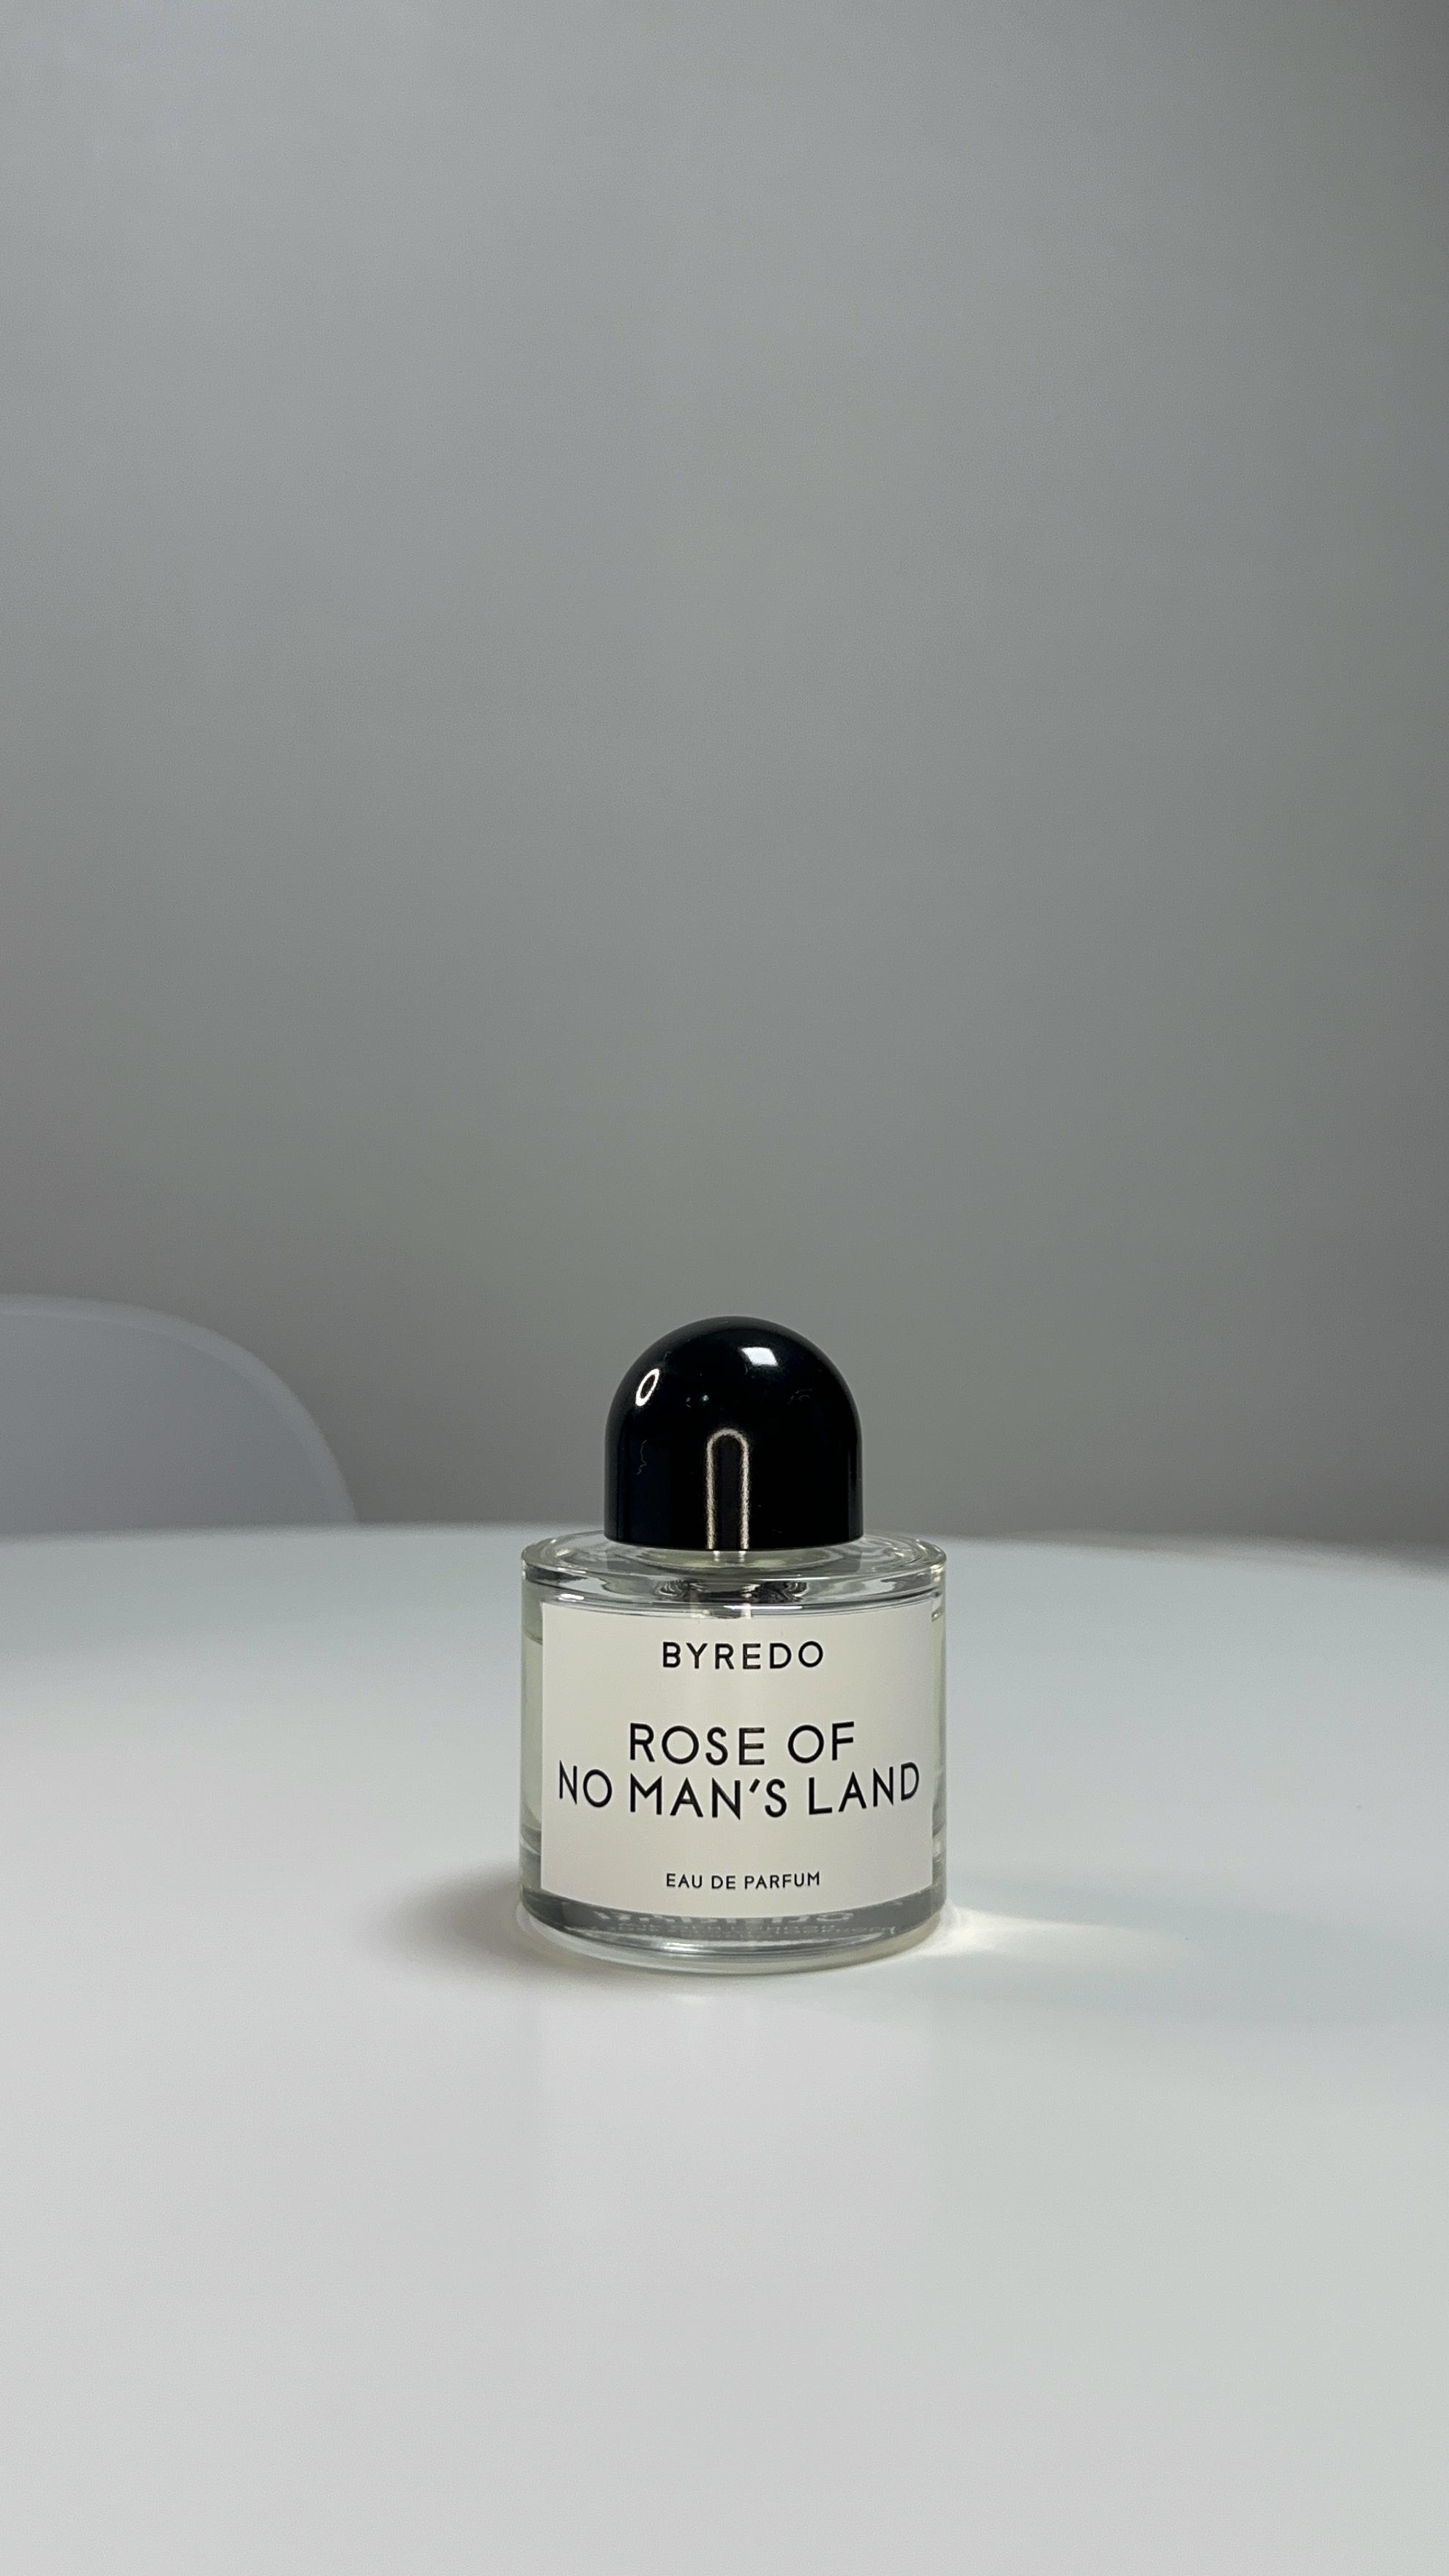 BYREDO
ROSE OF
NO MAN'S LAND
EAU DE PARFUM